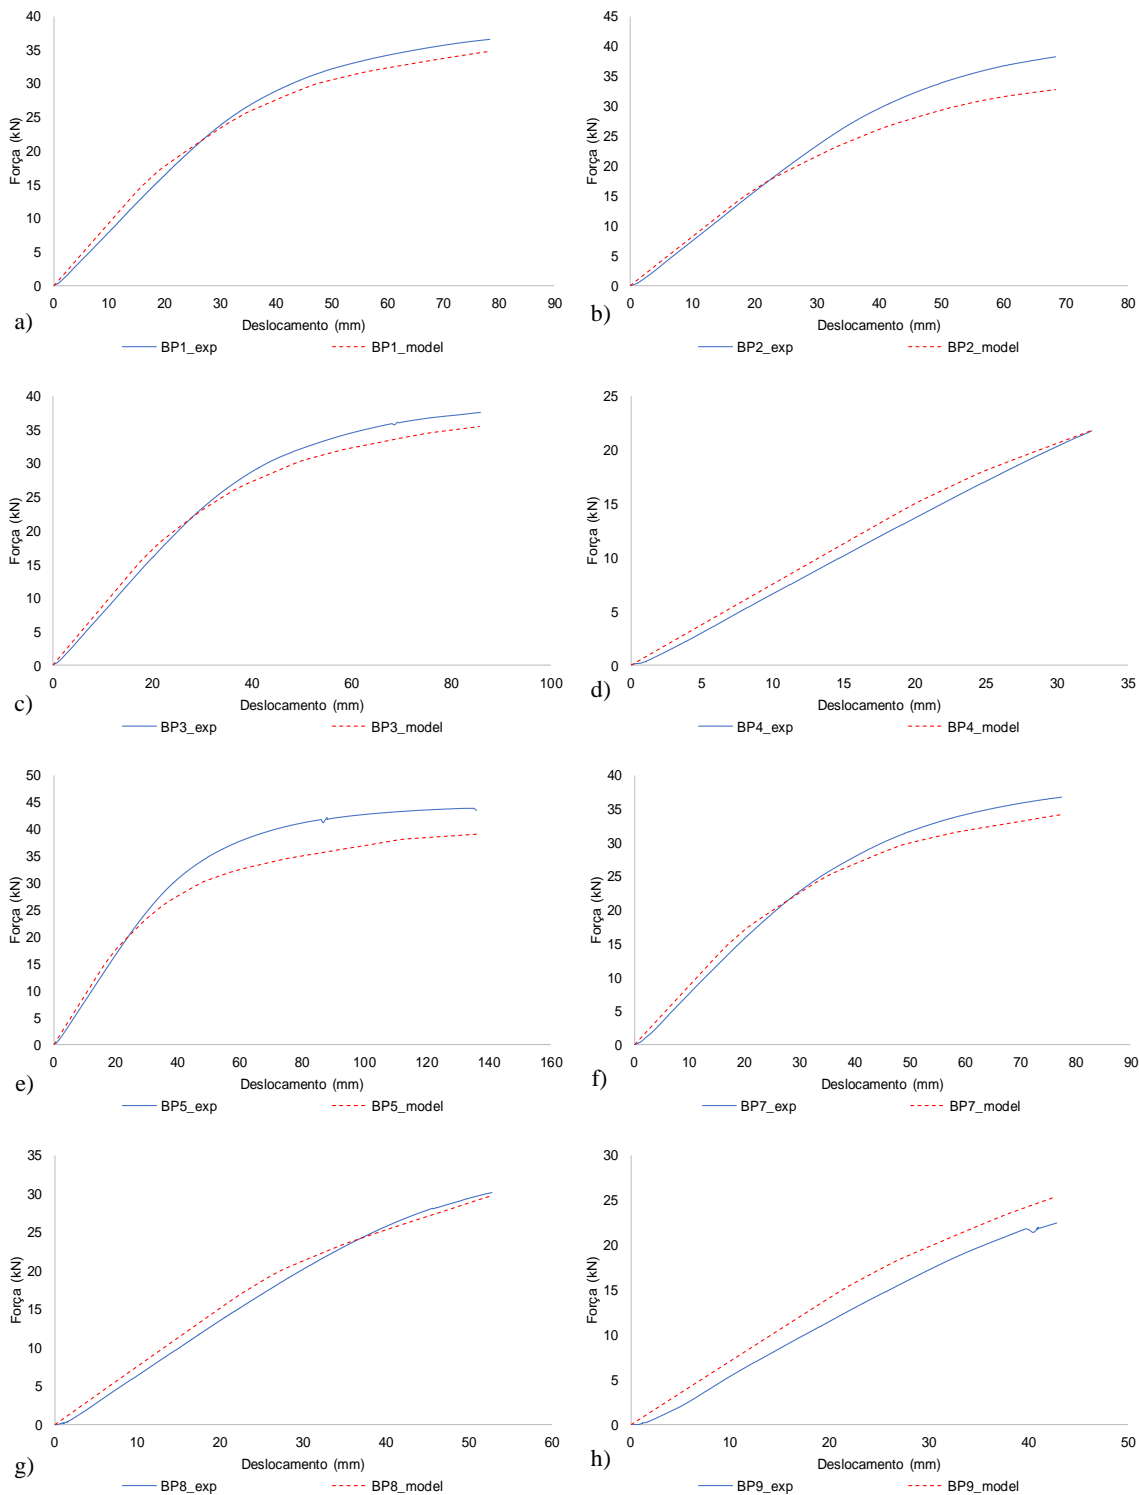 40
35
30
25
20
15
10
5
0
Força (kN)
0 10 20 30 40 50 60 70 80 90
Deslocamento (mm)
a)
BP1_exp BP1_model
45
40
35
30
25
20
15
10
5
0
Força (kN)
0 10 20 30 40 50 60 70 80
Deslocamento (mm)
b)
BP2_exp BP2_model
40
35
30
25
20
15
10
5
0
Força (kN)
0 20 40 60 80 100
Deslocamento (mm)
c)
BP3_exp BP3_model
25
20
15
10
5
0
Força (kN)
0 5 10 15 20 25 30 35
Deslocamento (mm)
d)
BP4_exp BP4_model
50
45
40
35
30
25
20
15
10
5
0
Força (kN)
0 20 40 60 80 100 120 140 160
Deslocamento (mm)
e)
BP5_exp BP5_model
40
35
30
25
20
15
10
5
0
Força (kN)
0 10 20 30 40 50 60 70 80 90
Deslocamento (mm)
f)
BP7_exp BP7_model
35
30
25
20
15
10
5
0
Força (kN)
0 10 20 30 40 50 60
Deslocamento (mm)
g)
BP8_exp BP8_model
30
25
20
15
10
5
0
Força (kN)
0 10 20 30 40 50
Deslocamento (mm)
h)
BP9_exp BP9_model